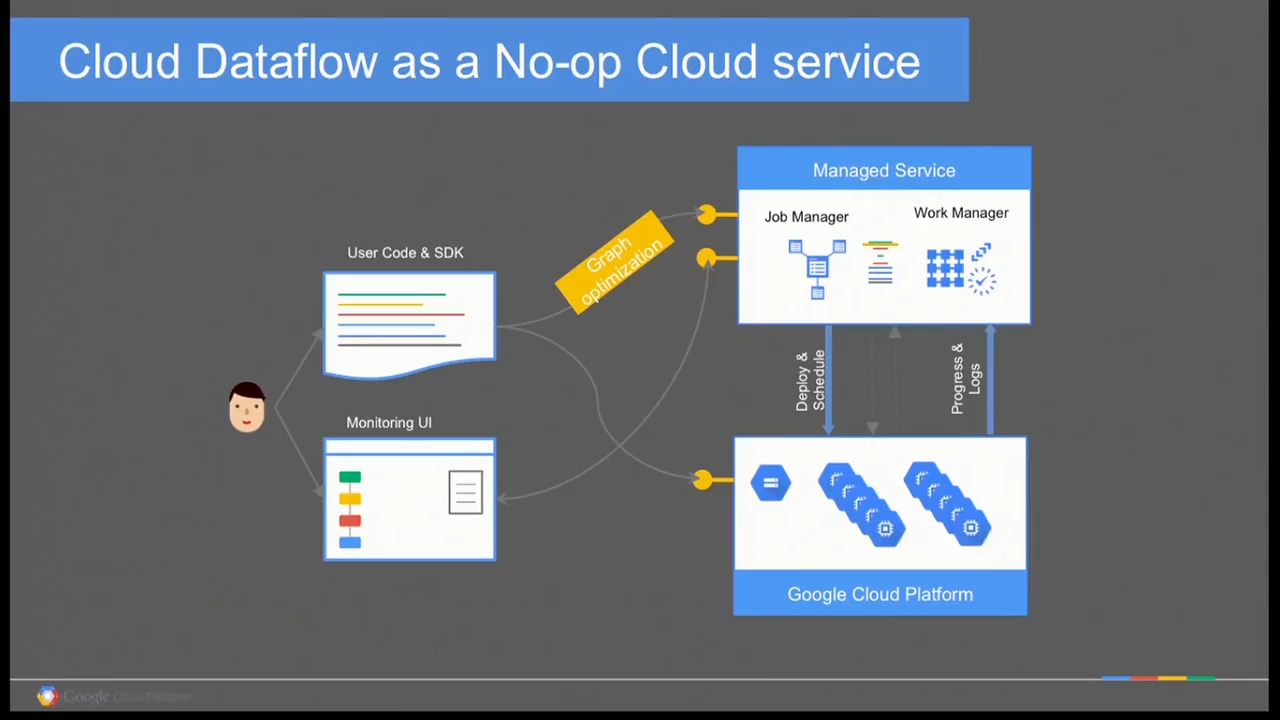 Cloud Dataflow as a No-op Cloud service
Managed Service
Job Manager
Work Manager
User Code & SDK
Graph
optimization
Deploy &
Schedule
Progress &
Logs
Monitoring UI
Google Cloud Platform
Google Cloud Platform